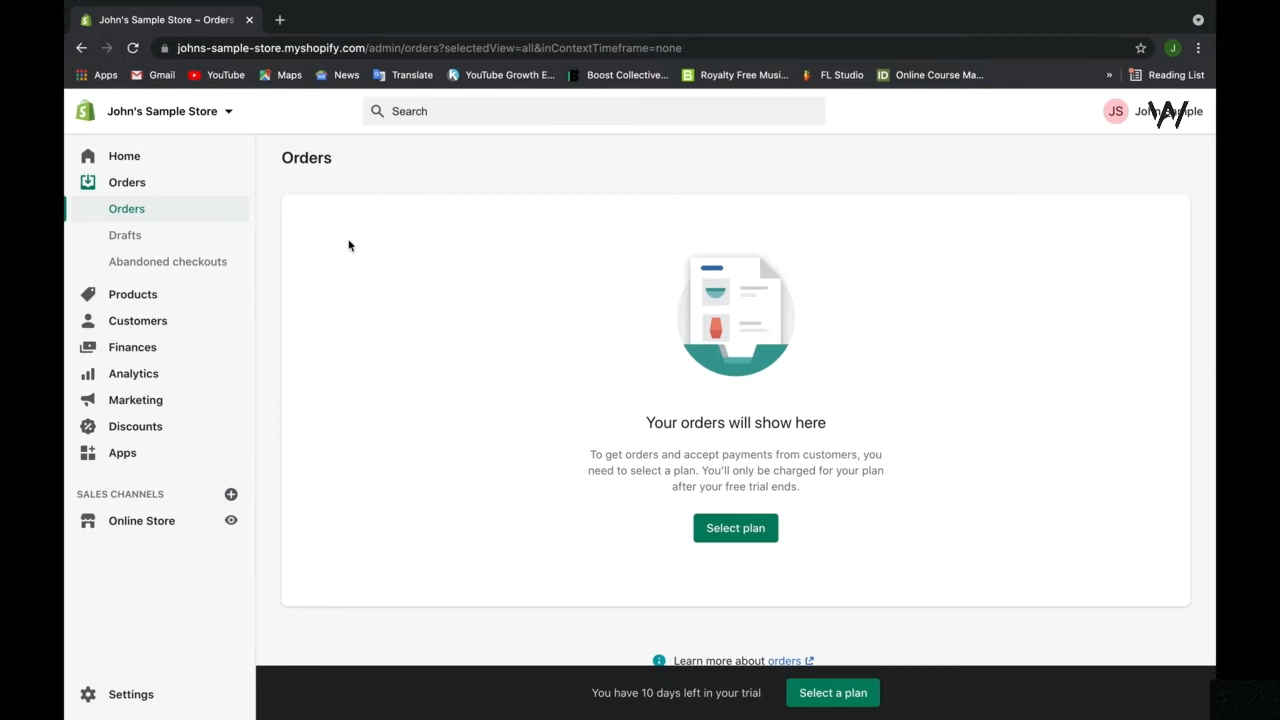 John's Sample Store ~ Orders
johns-sample-store.myshopify.com/admin/orders?selectedView=all&inContextTimeframe=none
J
Apps
Gmail
YouTube
Maps
News
Translate
YouTube Growth E...
Boost Collective...
Royalty Free Musi...
FL Studio
ID Online Course Ma...
»
Reading List
John's Sample Store
Search
JS
John Sample
Home
Orders
Orders
Drafts
Abandoned checkouts
Products
Customers
Finances
Analytics
Marketing
Discounts
Apps
SALES CHANNELS
Online Store
Settings
Orders
Your orders will show here
To get orders and accept payments from customers, you
need to select a plan. You'll only be charged for your plan
after your free trial ends.
Select plan
Learn more about orders
You have 10 days left in your trial
Select a plan